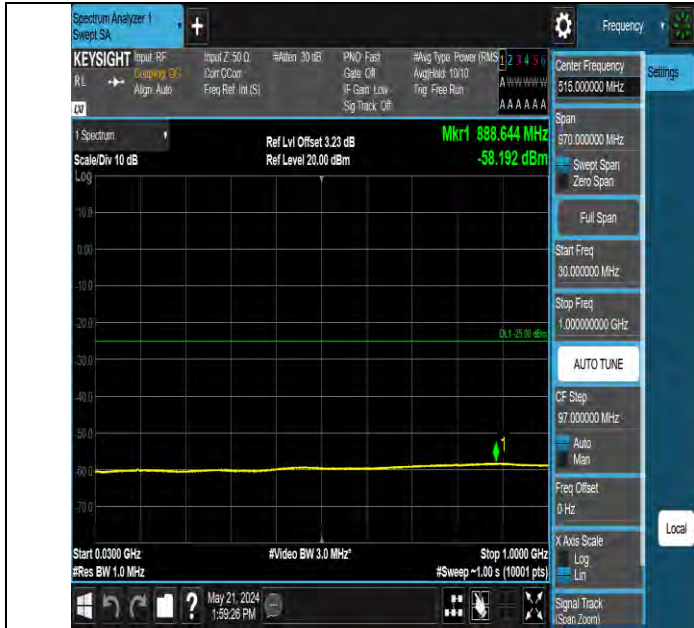 Spectrum Analyzer 1
Swept SA
Frequency
KEYSIGHT
RL
Input: RF
Coupling: DC
Align: Auto
Input Z: 50 Ω
Corr CCorr
Freq Ref: Int (S)
#Atten: 30 dB
PNO: Fast
Gate: Off
IF Gain: Low
Sig Track: Off
#Avg Type: Power (RMS
Avg|Hold: 10/10
Trig: Free Run
1 2 3 4 5 6
A W W W W W
A A A A A A
Center Frequency
515.000000 MHz
Settings
1 Spectrum
Scale/Div 10 dB
Log
Ref Lvl Offset 3.23 dB
Ref Level 20.00 dBm
Mkr1 888.644 MHz
-58.192 dBm
Span
970.000000 MHz
Swept Span
Zero Span
Full Span
Start Freq
30.000000 MHz
Stop Freq
1.000000000 GHz
AUTO TUNE
CF Step
97.000000 MHz
Auto
Man
Freq Offset
0 Hz
X Axis Scale
Log
Lin
Signal Track
(Span Zoom)
Local
10.0
0.00
-10.0
-20.0
DL1 -25.00 dBm
-30.0
-40.0
-50.0
1
-60.0
-70.0
Start 0.0300 GHz
#Res BW 1.0 MHz
#Video BW 3.0 MHz*
Stop 1.0000 GHz
#Sweep ~1.00 s (10001 pts)
?
May 21, 2024
1:59:26 PM